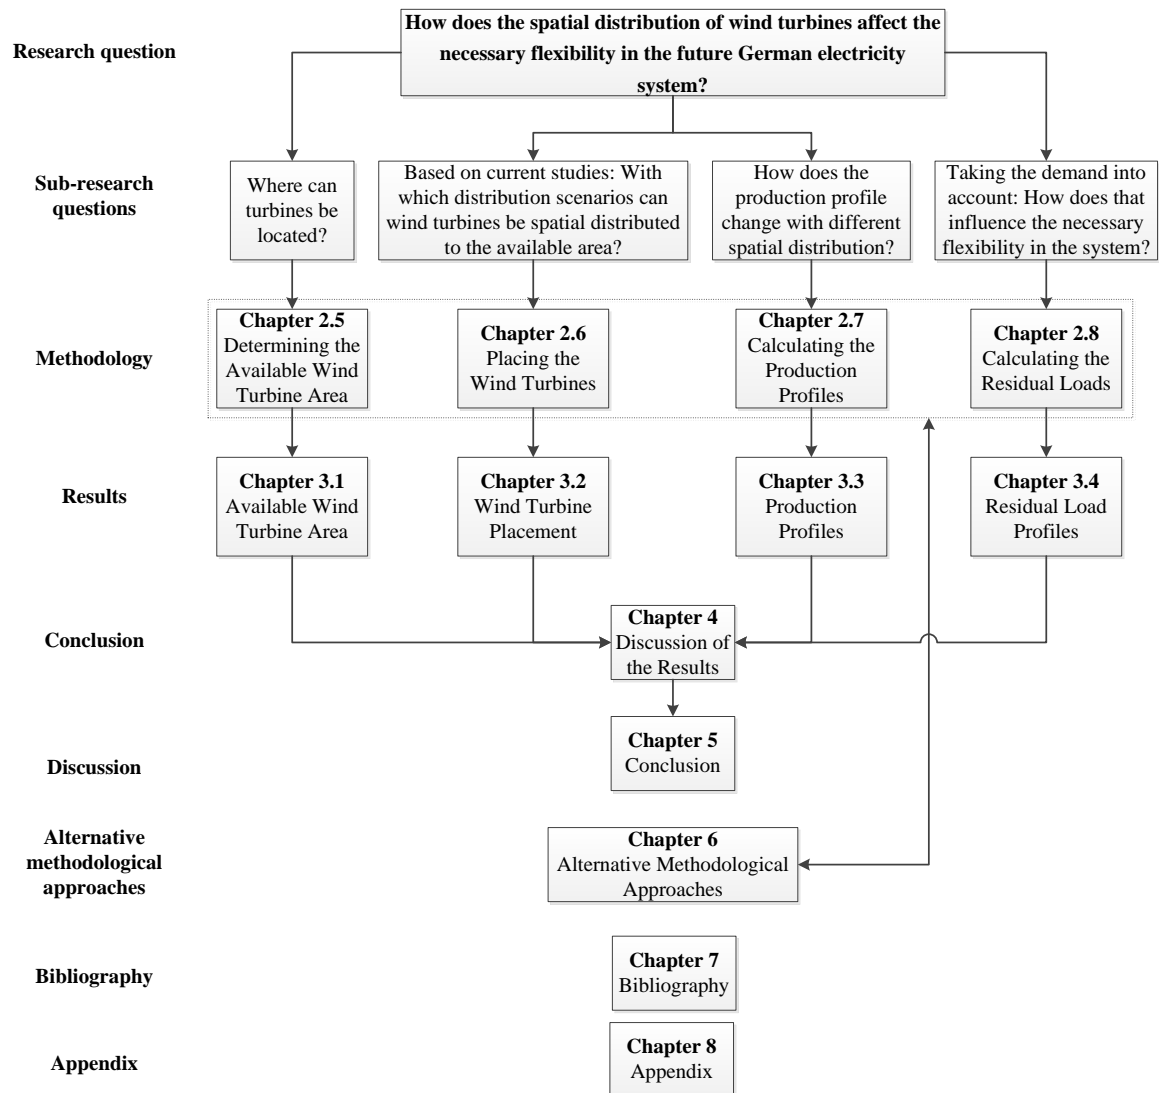 Research question
How does the spatial distribution of wind turbines affect the
necessary flexibility in the future German electricity
system?
Sub-research
questions
Where can
turbines be
located?
Based on current studies: With
which distribution scenarios can
wind turbines be spatial distributed
to the available area?
How does the
production profile
change with different
spatial distribution?
Taking the demand into
account: How does that
influence the necessary
flexibility in the system?
Methodology
Chapter 2.5
Determining the
Available Wind
Turbine Area
Chapter 2.6
Placing the
Wind Turbines
Chapter 2.7
Calculating the
Production
Profiles
Chapter 2.8
Calculating the
Residual Loads
Results
Chapter 3.1
Available Wind
Turbine Area
Chapter 3.2
Wind Turbine
Placement
Chapter 3.3
Production
Profiles
Chapter 3.4
Residual Load
Profiles
Conclusion
Chapter 4
Discussion of
the Results
Discussion
Chapter 5
Conclusion
Alternative
methodological
approaches
Chapter 6
Alternative Methodological
Approaches
Bibliography
Chapter 7
Bibliography
Appendix
Chapter 8
Appendix